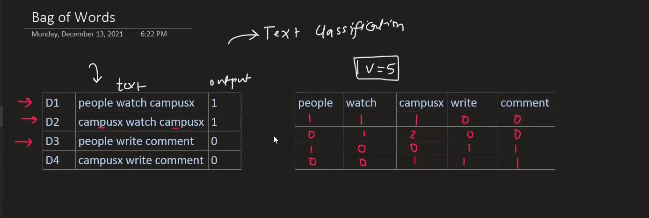 Bag of Words
Monday, December 13, 2021 6:22 PM
Text Classification
V=5
text output
D1 people watch campusx 1
D2 campusx watch campusx 1
D3 people write comment 0
D4 campusx write comment 0
people watch campusx write comment
1 1 1 0 0
0 1 2 0 0
1 0 0 1 1
0 0 1 1 1